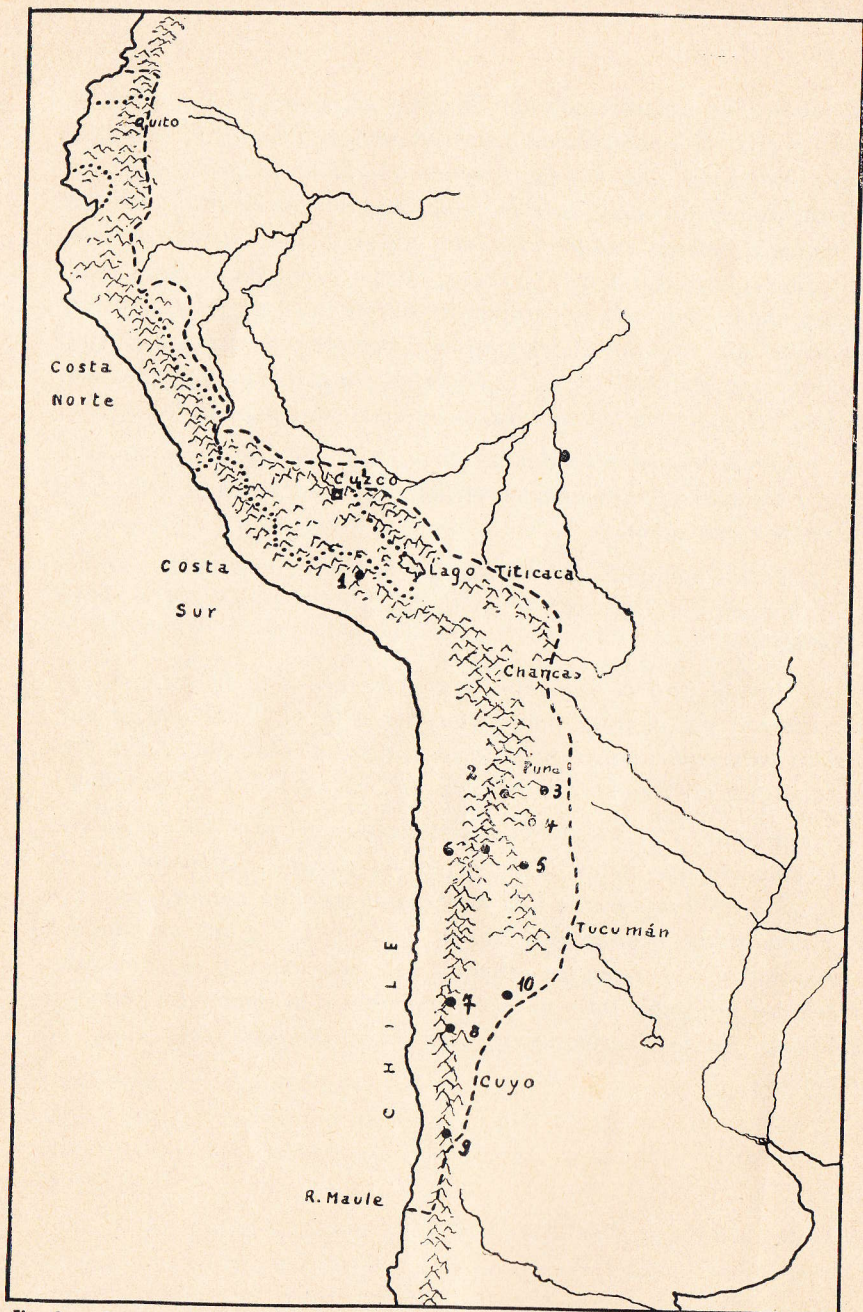 Quito
Costa
Norte
Cuzco
Costa
Sur
1
Lago Titicaca
Chancas
2
Puna
3
4
6
5
Tucumán
CHILE
10
7
8
Cuyo
9
R. Maule